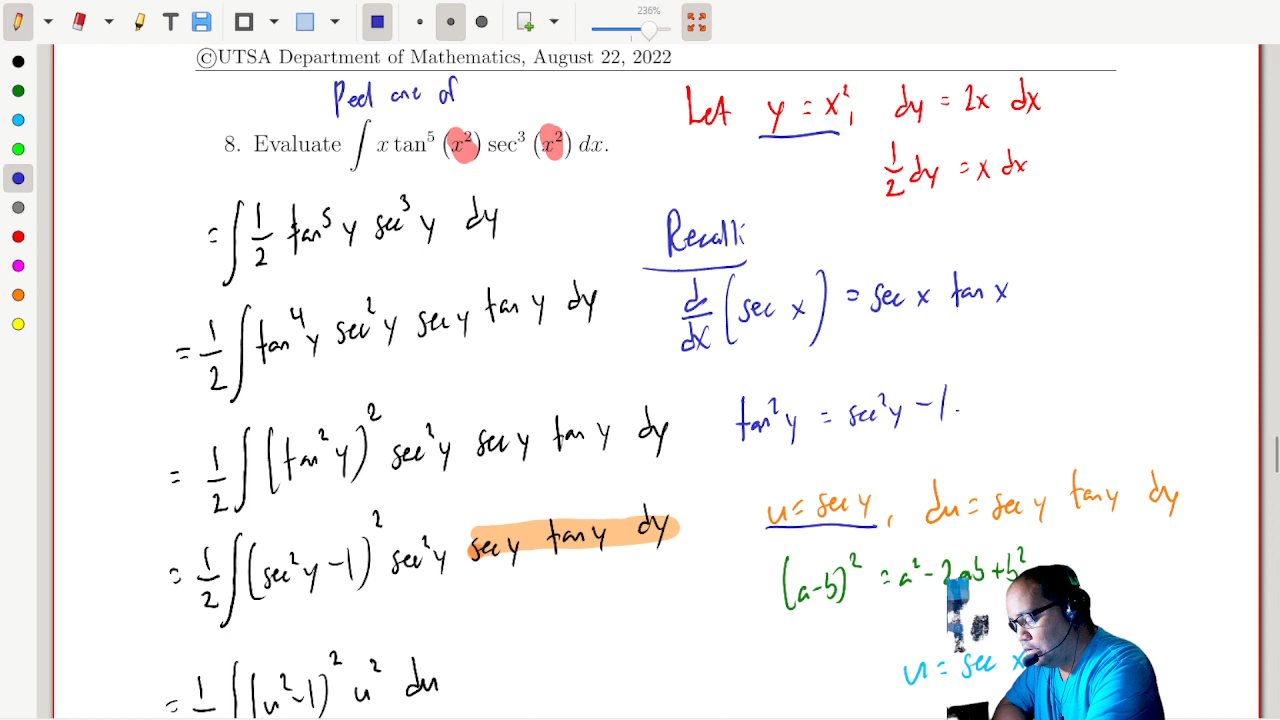 236%
©UTSA Department of Mathematics, August 22, 2022
Peel one of
Let y = x², dy = 2x dx
8. Evaluate ∫ x tan⁵ (x²) sec³ (x²) dx.
1/2 dy = x dx
= ∫ 1/2 tan⁵ y sec³ y dy
Recall:
d/dx (sec x) = sec x tan x
= 1/2 ∫ tan⁴ y sec² y sec y tan y dy
tan² y = sec² y - 1.
= 1/2 ∫ (tan² y)² sec² y sec y tan y dy
u = sec y, du = sec y tan y dy
= 1/2 ∫ (sec² y - 1)² sec² y sec y tan y dy
(a-b)² = a² - 2ab + b²
u = sec x
= 1 ∫ (u² - 1)² u² du